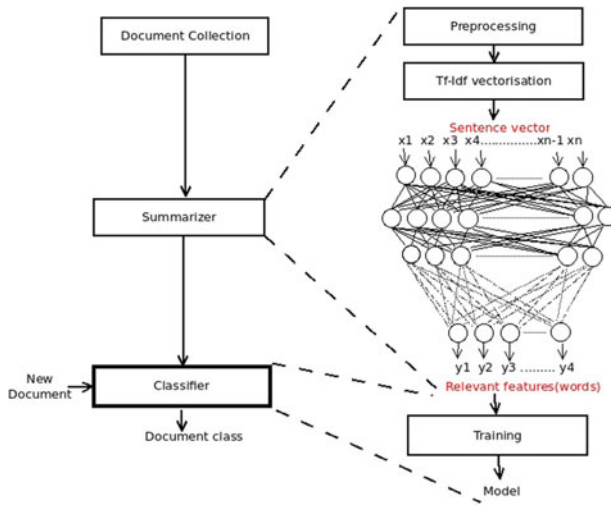 Document Collection
Summarizer
New
Document
Classifier
Document class
Preprocessing
Tf-Idf vectorisation
Sentence vector
x1 x2 x3 x4................xn-1 xn
y1 y2 y3 ......... y4
Relevant features(words)
Training
Model